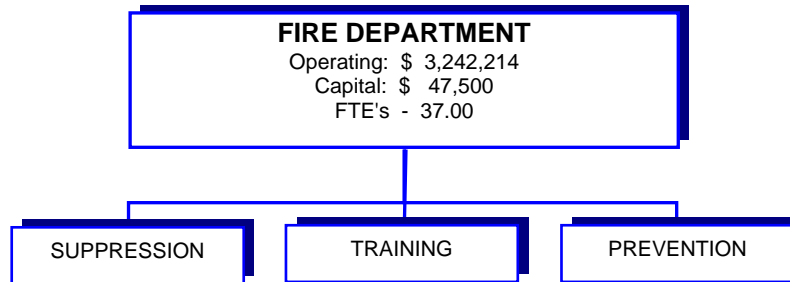 FIRE DEPARTMENT
Operating: $ 3,242,214
Capital: $ 47,500
FTE's - 37.00
SUPPRESSION
TRAINING
PREVENTION